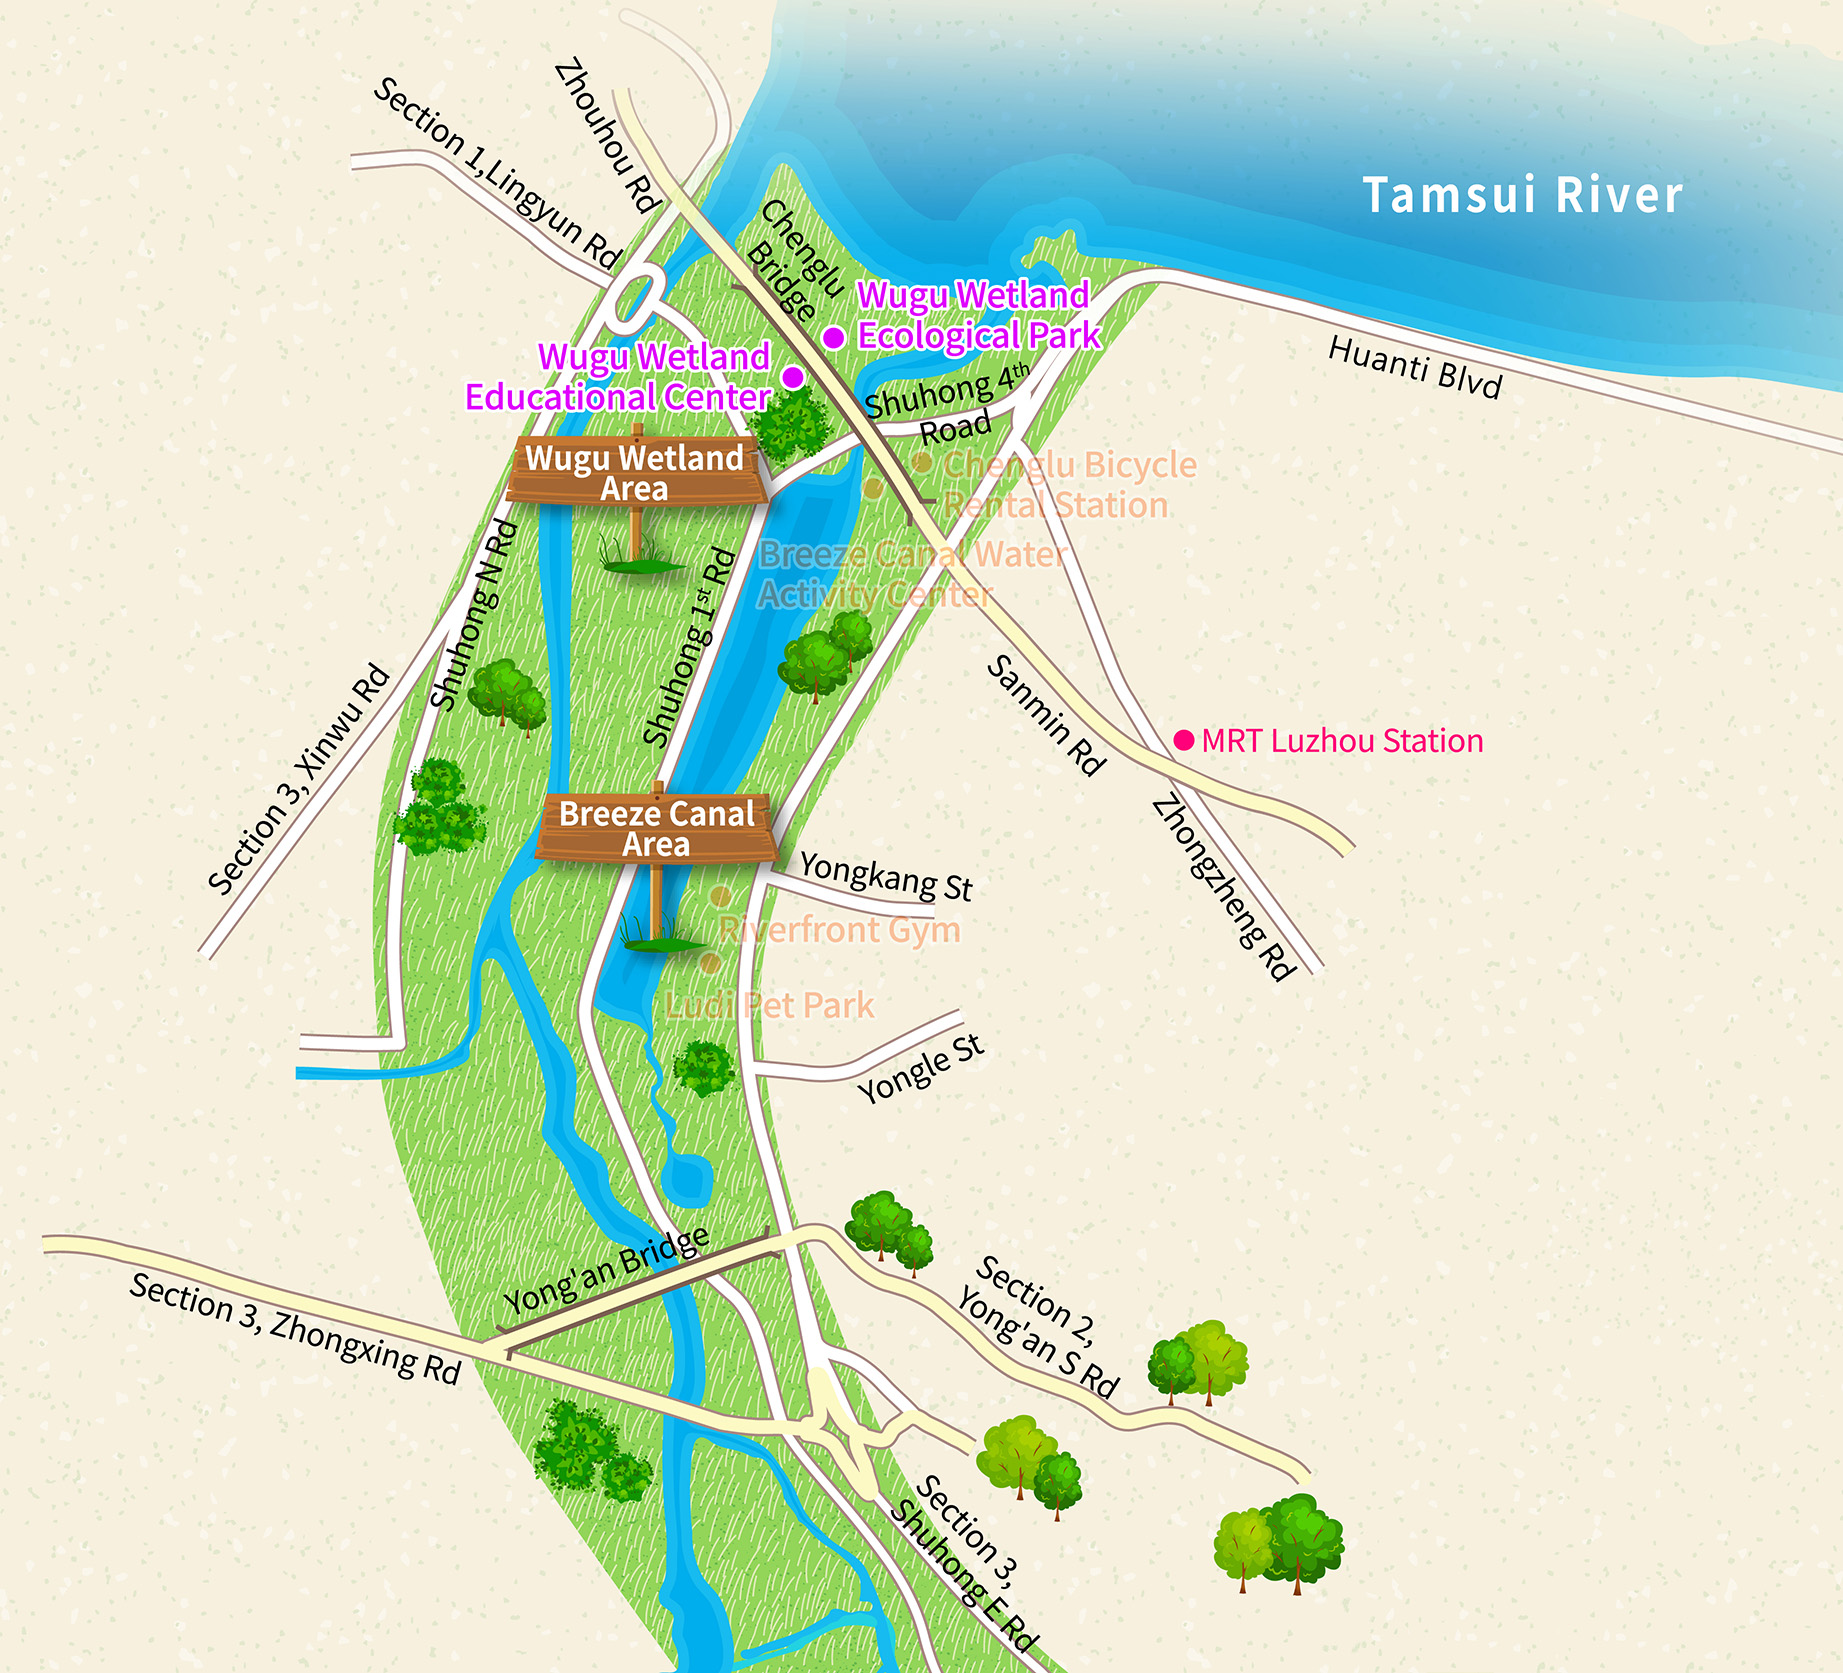 Zhouhou Rd
Section 1,Lingyun Rd
Tamsui River
Chenglu
Bridge
Wugu Wetland
Ecological Park
Huanti Blvd
Wugu Wetland
Educational Center
Shuhong 4th
Road
Wugu Wetland
Area
Chenglu Bicycle
Rental Station
Breeze Canal Water
Activity Center
Shuhong N Rd
Shuhong 1st Rd
Section 3, Xinwu Rd
Sanmin Rd
MRT Luzhou Station
Breeze Canal
Area
Zhongzheng Rd
Yongkang St
Riverfront Gym
Ludi Pet Park
Yongle St
Yong'an Bridge
Section 3, Zhongxing Rd
Section 2,
Yong'an S Rd
Section 3,
Shuhong E Rd